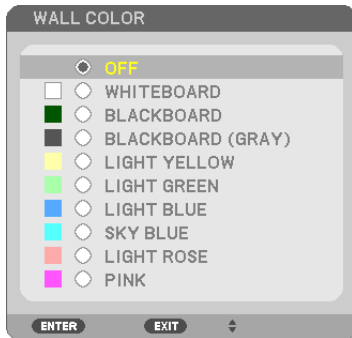 WALL COLOR
OFF
WHITEBOARD
BLACKBOARD
BLACKBOARD (GRAY)
LIGHT YELLOW
LIGHT GREEN
LIGHT BLUE
SKY BLUE
LIGHT ROSE
PINK
ENTER EXIT